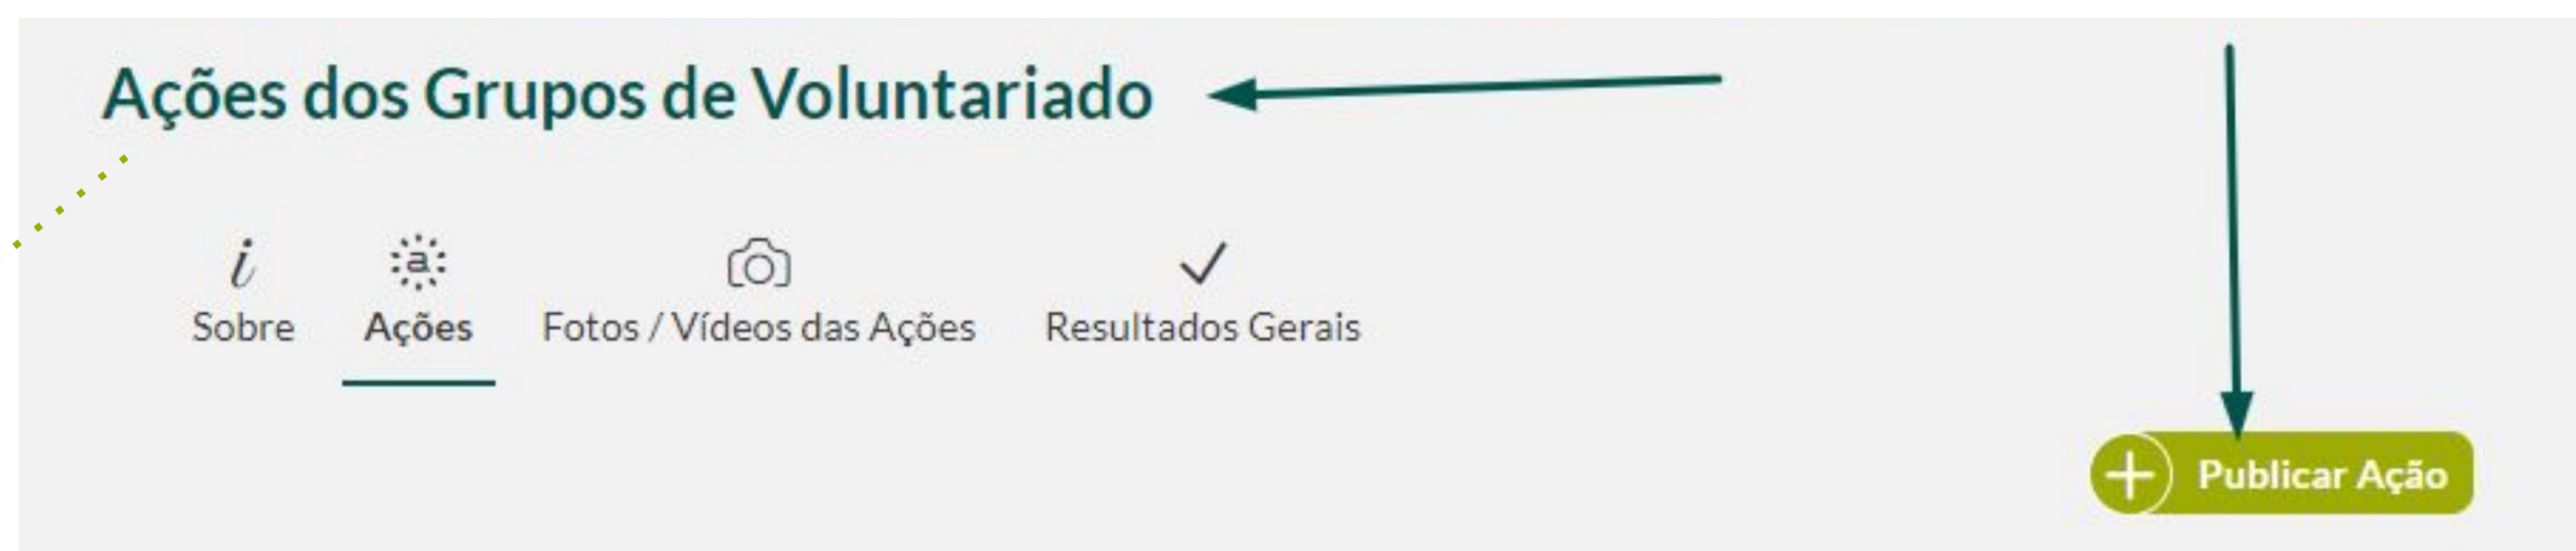 Ações dos Grupos de Voluntariado
Sobre
Ações
Fotos / Vídeos das Ações
Resultados Gerais
Publicar Ação